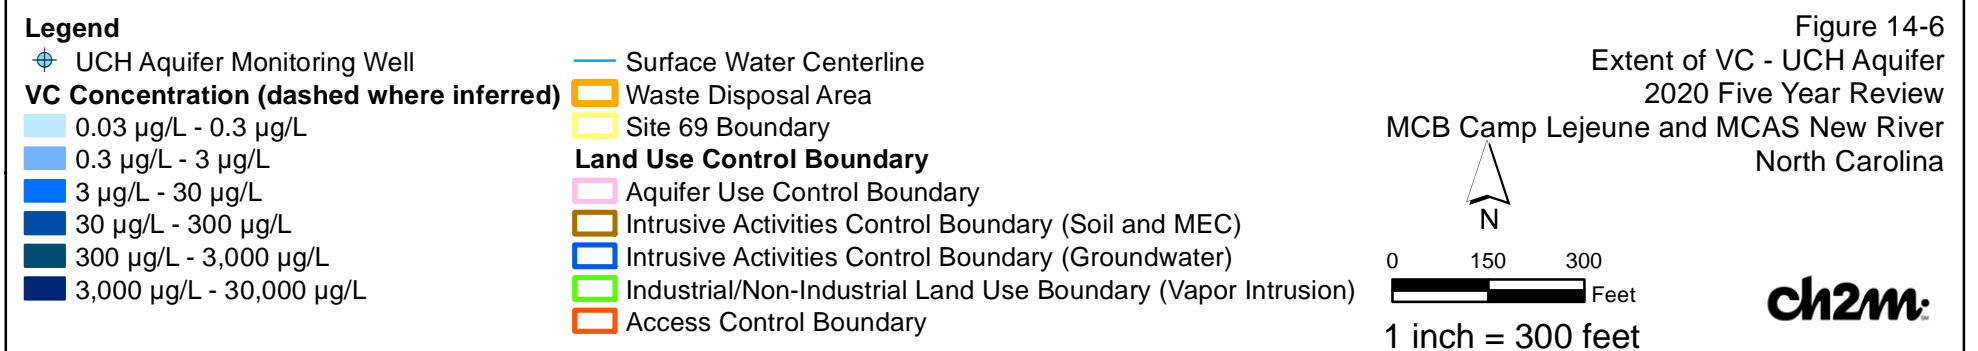 Legend
UCH Aquifer Monitoring Well
VC Concentration (dashed where inferred)
0.03 µg/L - 0.3 µg/L
0.3 µg/L - 3 µg/L
3 µg/L - 30 µg/L
30 µg/L - 300 µg/L
300 µg/L - 3,000 µg/L
3,000 µg/L - 30,000 µg/L
Surface Water Centerline
Waste Disposal Area
Site 69 Boundary
Land Use Control Boundary
Aquifer Use Control Boundary
Intrusive Activities Control Boundary (Soil and MEC)
Intrusive Activities Control Boundary (Groundwater)
Industrial/Non-Industrial Land Use Boundary (Vapor Intrusion)
Access Control Boundary
Figure 14-6
Extent of VC - UCH Aquifer
2020 Five Year Review
MCB Camp Lejeune and MCAS New River
North Carolina
N
0 150 300
Feet
1 inch = 300 feet
ch2m: